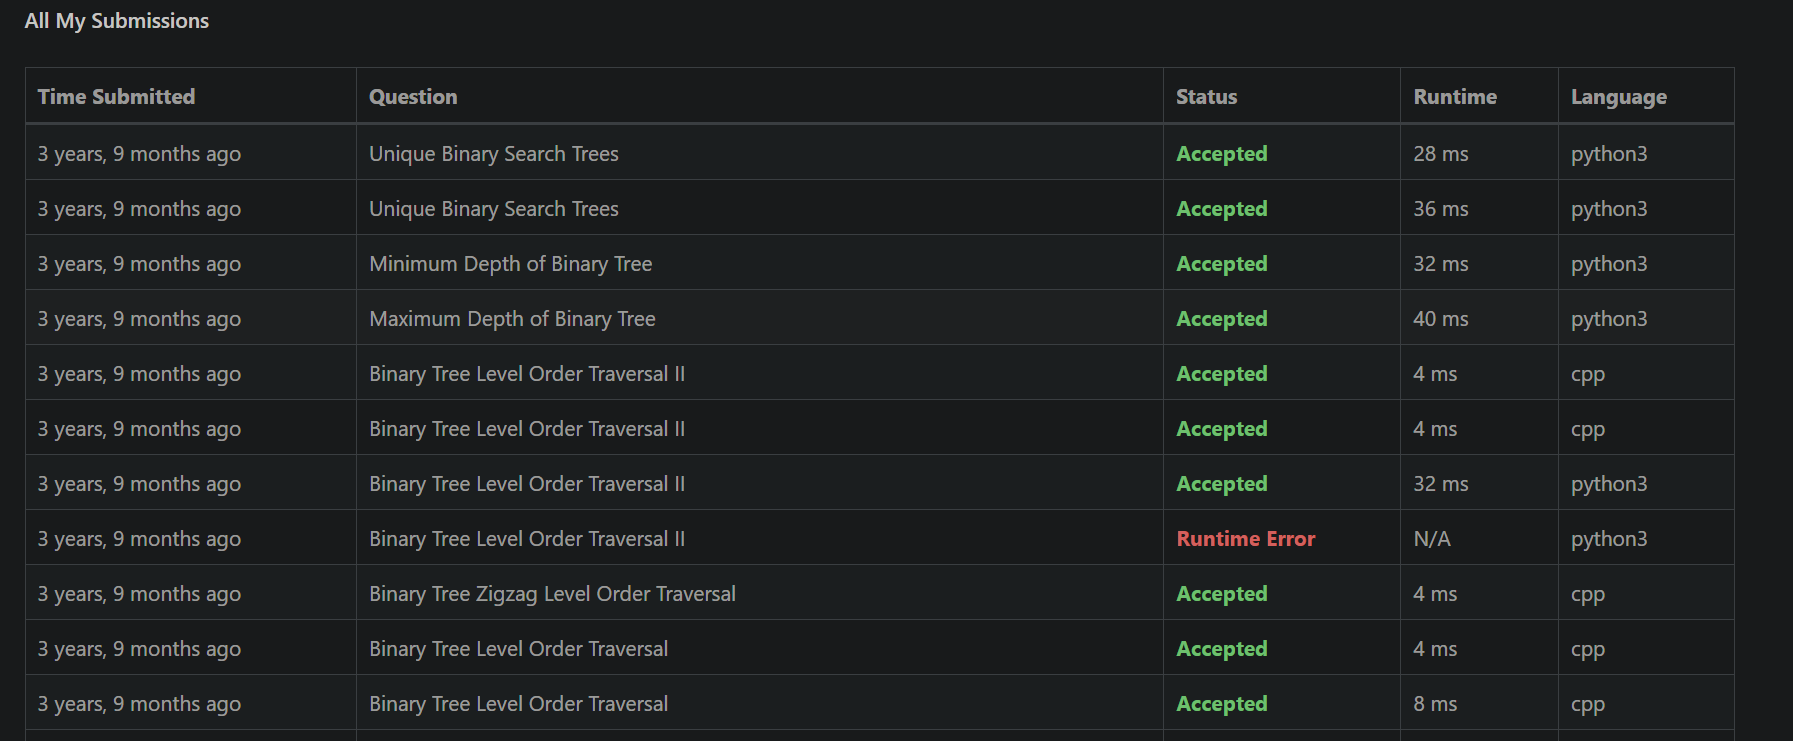 All My Submissions
Time Submitted Question Status Runtime Language
3 years, 9 months ago Unique Binary Search Trees Accepted 28 ms python3
3 years, 9 months ago Unique Binary Search Trees Accepted 36 ms python3
3 years, 9 months ago Minimum Depth of Binary Tree Accepted 32 ms python3
3 years, 9 months ago Maximum Depth of Binary Tree Accepted 40 ms python3
3 years, 9 months ago Binary Tree Level Order Traversal II Accepted 4 ms cpp
3 years, 9 months ago Binary Tree Level Order Traversal II Accepted 4 ms cpp
3 years, 9 months ago Binary Tree Level Order Traversal II Accepted 32 ms python3
3 years, 9 months ago Binary Tree Level Order Traversal II Runtime Error N/A python3
3 years, 9 months ago Binary Tree Zigzag Level Order Traversal Accepted 4 ms cpp
3 years, 9 months ago Binary Tree Level Order Traversal Accepted 4 ms cpp
3 years, 9 months ago Binary Tree Level Order Traversal Accepted 8 ms cpp